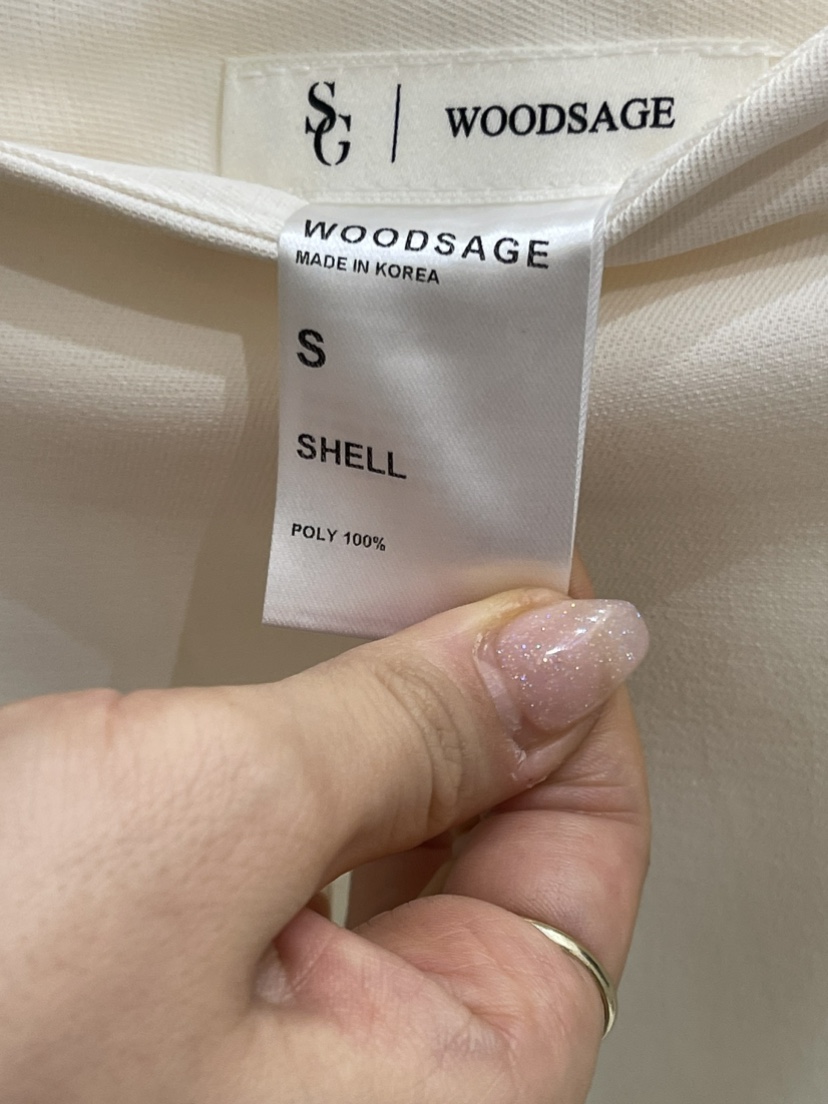 SG | WOODSAGE
WOODSAGE
MADE IN KOREA
S
SHELL
POLY 100%